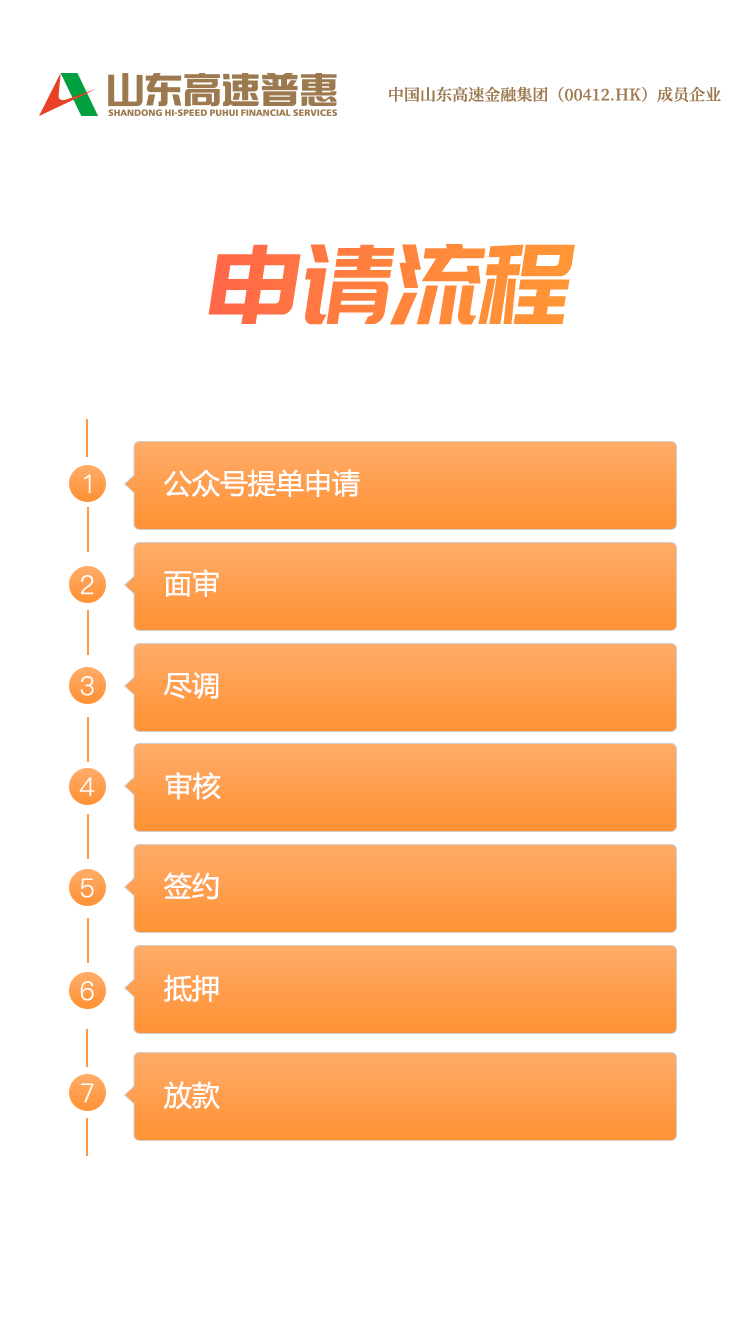 山东高速普惠
SHANDONG HI-SPEED PUHUI FINANCIAL SERVICES
中国山东高速金融集团（00412.HK）成员企业
申请流程
1 公众号提单申请
2 面审
3 尽调
4 审核
5 签约
6 抵押
7 放款